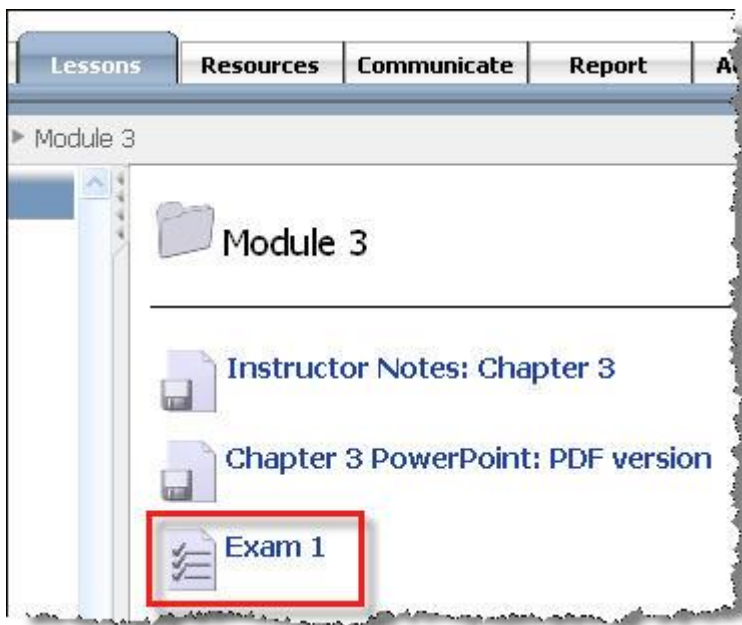 Lessons Resources Communicate Report
Module 3
Module 3
Instructor Notes: Chapter 3
Chapter 3 PowerPoint: PDF version
Exam 1